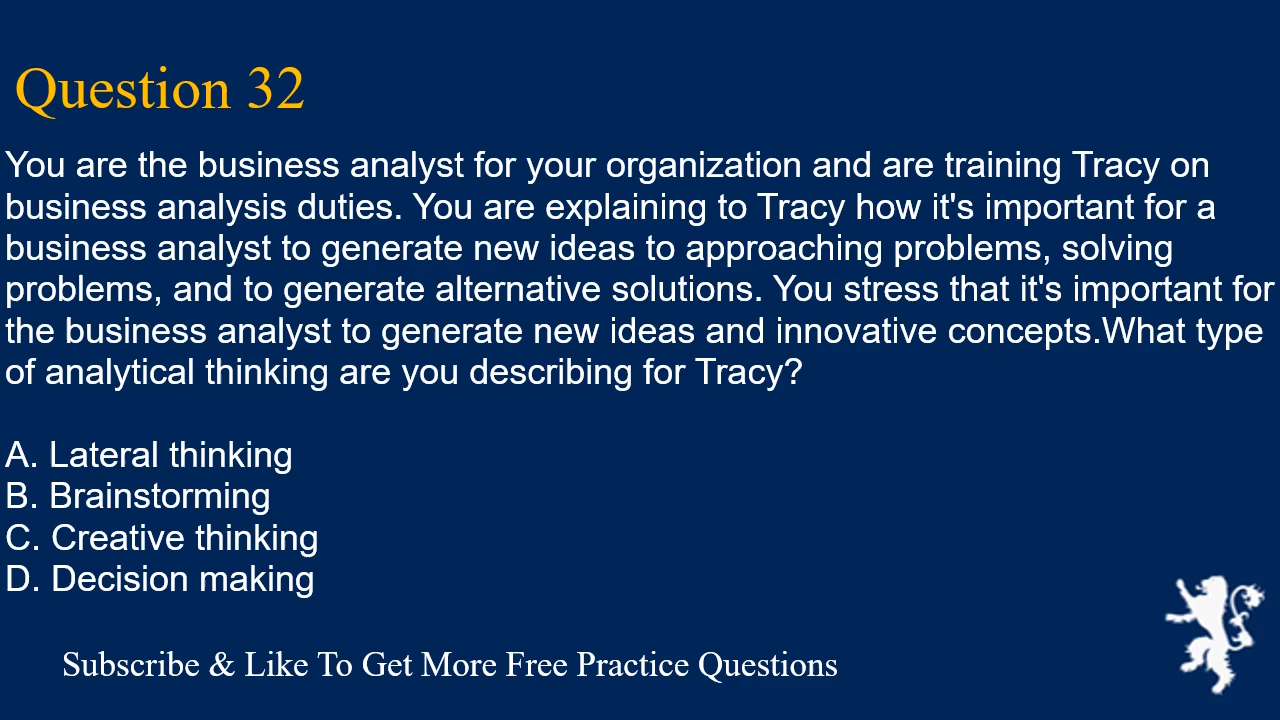 Question 32
You are the business analyst for your organization and are training Tracy on
business analysis duties. You are explaining to Tracy how it's important for a
business analyst to generate new ideas to approaching problems, solving
problems, and to generate alternative solutions. You stress that it's important for
the business analyst to generate new ideas and innovative concepts.What type
of analytical thinking are you describing for Tracy?
A. Lateral thinking
B. Brainstorming
C. Creative thinking
D. Decision making
Subscribe & Like To Get More Free Practice Questions